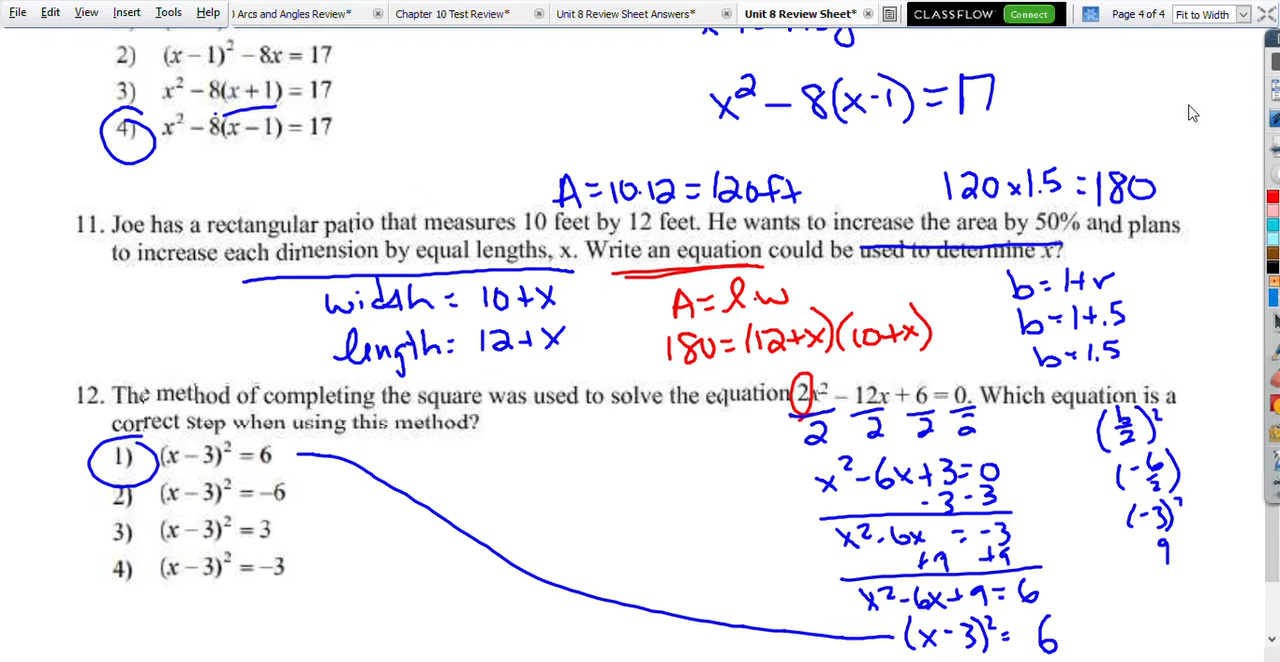 File Edit View Insert Tools Help ) Arcs and Angles Review* Chapter 10 Test Review* Unit 8 Review Sheet Answers* Unit 8 Review Sheet* CLASSFLOW Connect Page 4 of 4 Fit to Width
2) (x − 1)² − 8x = 17
3) x² − 8(x + 1) = 17
x² − 8(x-1) = 17
4) x² − 8(x − 1) = 17
A = 10·12 = 120ft 120 x 1.5 = 180
11. Joe has a rectangular patio that measures 10 feet by 12 feet. He wants to increase the area by 50% and plans
to increase each dimension by equal lengths, x. Write an equation could be used to determine x?
width = 10+x
length = 12+x
A = l·w
180 = (12+x)(10+x)
b = 1+r
b = 1+.5
b = 1.5
12. The method of completing the square was used to solve the equation 2x² − 12x + 6 = 0. Which equation is a
correct step when using this method?
2 2 2 2
1) (x − 3)² = 6
2) (x − 3)² = −6
3) (x − 3)² = 3
4) (x − 3)² = −3
x² - 6x + 3 = 0
- 3 - 3
x² - 6x = -3
+9 +9
x² - 6x + 9 = 6
(x - 3)² = 6
(b/2)²
(-6/2)
(-3)²
9